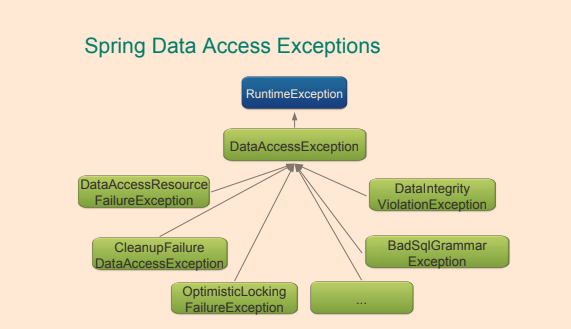 Spring Data Access Exceptions
RuntimeException
DataAccessException
DataAccessResource
FailureException
DataIntegrity
ViolationException
CleanupFailure
DataAccessException
BadSqlGrammar
Exception
OptimisticLocking
FailureException
...